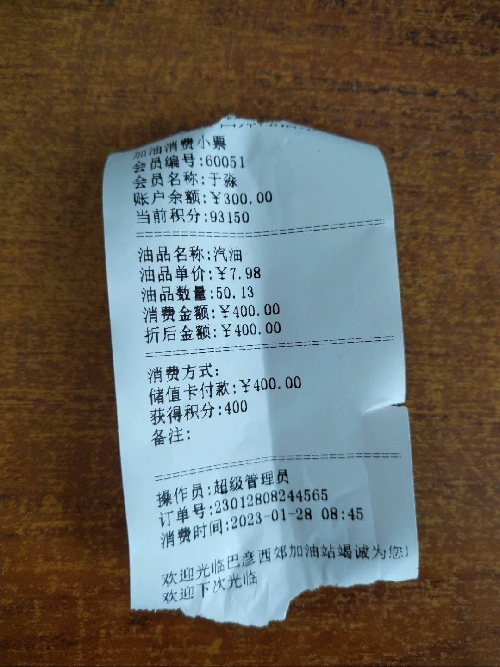 加油消费小票
会员编号:60051
会员名称:于淼
账户余额:¥300.00
当前积分:93150
油品名称:汽油
油品单价:¥7.98
油品数量:50.13
消费金额:¥400.00
折后金额:¥400.00
消费方式:
储值卡付款:¥400.00
获得积分:400
备注:
操作员:超级管理员
订单号:23012808244565
消费时间:2023-01-28 08:45
欢迎光临巴彦西郊加油站竭诚为您
欢迎下次光临